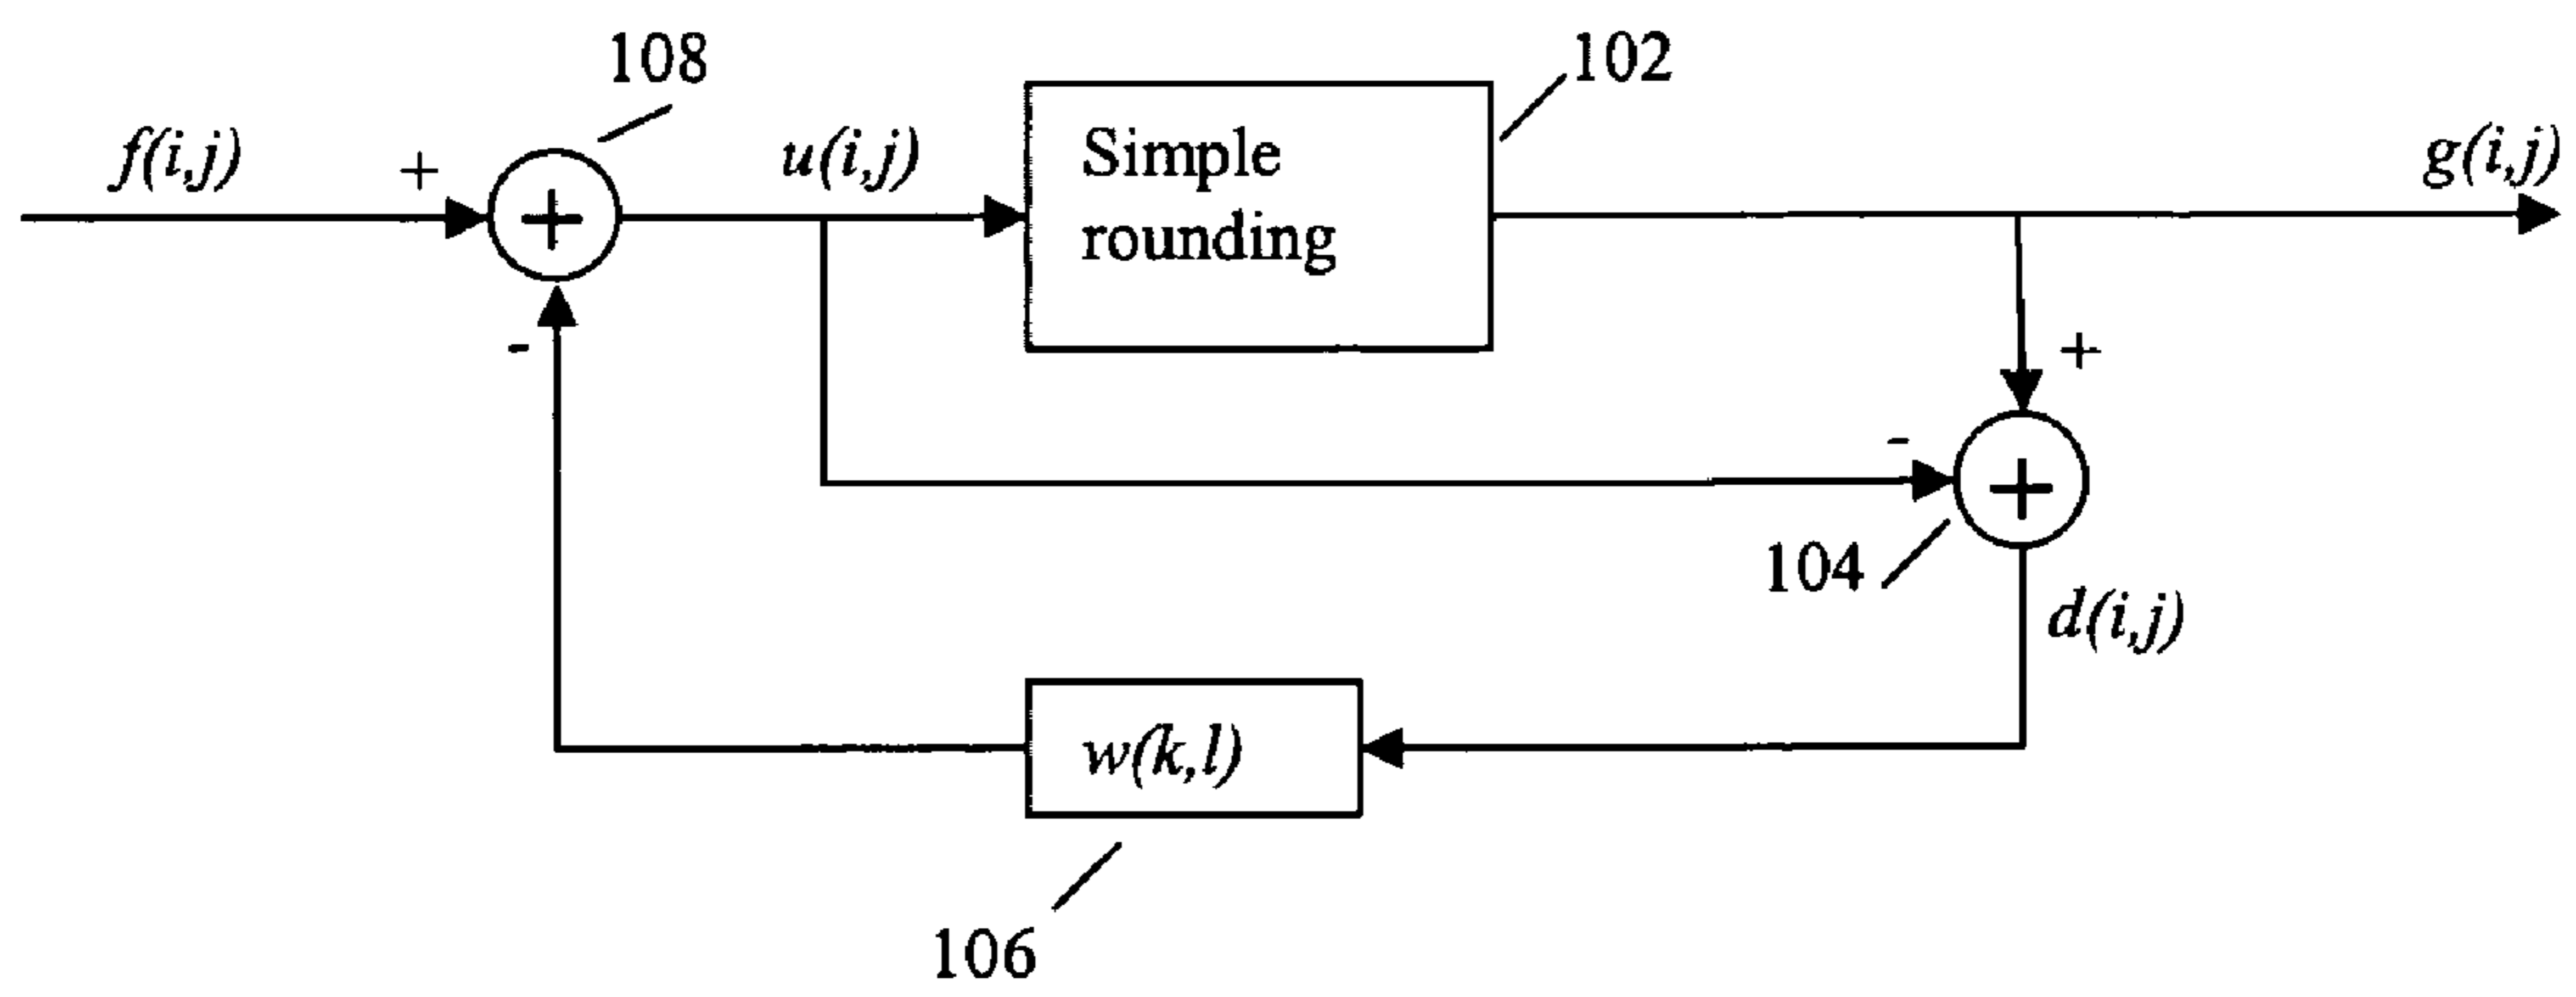 108
102
f(i,j)
+
+
u(i,j)
Simple
rounding
g(i,j)
-
+
-
+
104
d(i,j)
w(k,l)
106